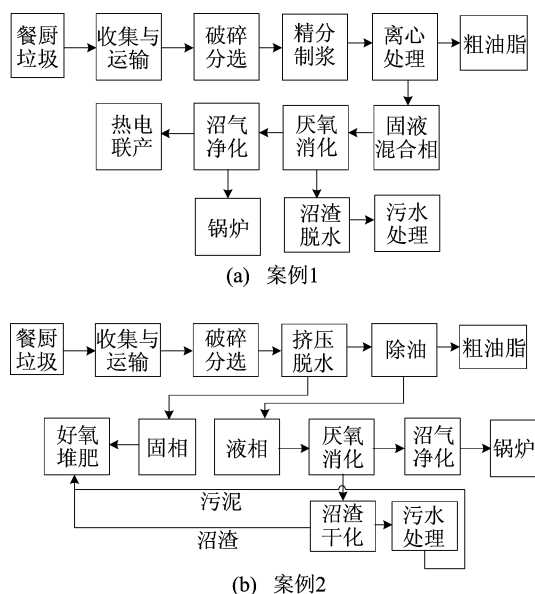 餐厨
垃圾
收集与
运输
破碎
分选
精分
制浆
离心
处理
粗油脂
热电
联产
沼气
净化
厌氧
消化
固液
混合相
锅炉
沼渣
脱水
污水
处理
(a) 案例1
餐厨
垃圾
收集与
运输
破碎
分选
挤压
脱水
除油
粗油脂
好氧
堆肥
固相
液相
厌氧
消化
沼气
净化
锅炉
污泥
沼渣
沼渣
干化
污水
处理
(b) 案例2